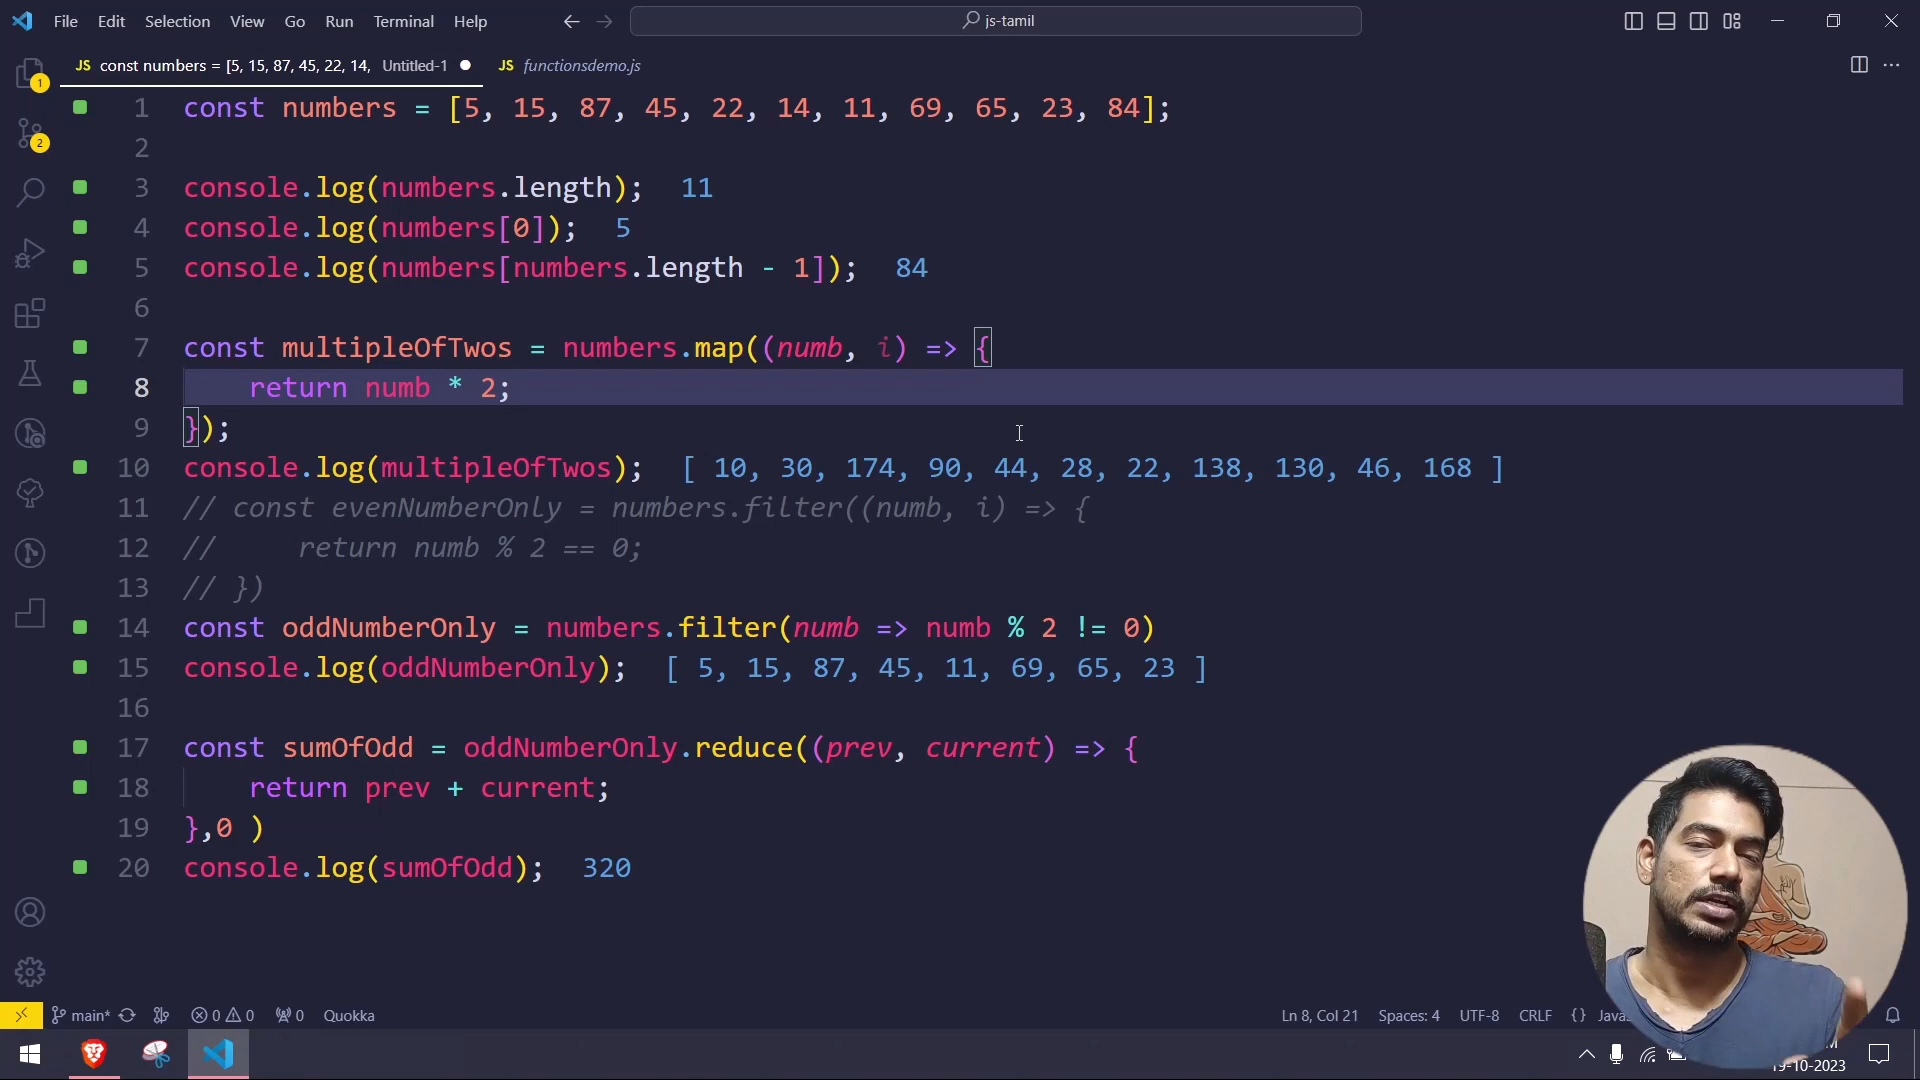 File Edit Selection View Go Run Terminal Help js-tamil
JS const numbers = [5, 15, 87, 45, 22, 14, Untitled-1 JS functionsdemo.js
1 const numbers = [5, 15, 87, 45, 22, 14, 11, 69, 65, 23, 84];
2
3 console.log(numbers.length); 11
4 console.log(numbers[0]); 5
5 console.log(numbers[numbers.length - 1]); 84
6
7 const multipleOfTwos = numbers.map((numb, i) => {
8 return numb * 2;
9 });
10 console.log(multipleOfTwos); [ 10, 30, 174, 90, 44, 28, 22, 138, 130, 46, 168 ]
11 // const evenNumberOnly = numbers.filter((numb, i) => {
12 // return numb % 2 == 0;
13 // })
14 const oddNumberOnly = numbers.filter(numb => numb % 2 != 0)
15 console.log(oddNumberOnly); [ 5, 15, 87, 45, 11, 69, 65, 23 ]
16
17 const sumOfOdd = oddNumberOnly.reduce((prev, current) => {
18 return prev + current;
19 },0 )
20 console.log(sumOfOdd); 320
1
2
main* 0 0 0 Quokka Ln 8, Col 21 Spaces: 4 UTF-8 CRLF {}
19-10-2023